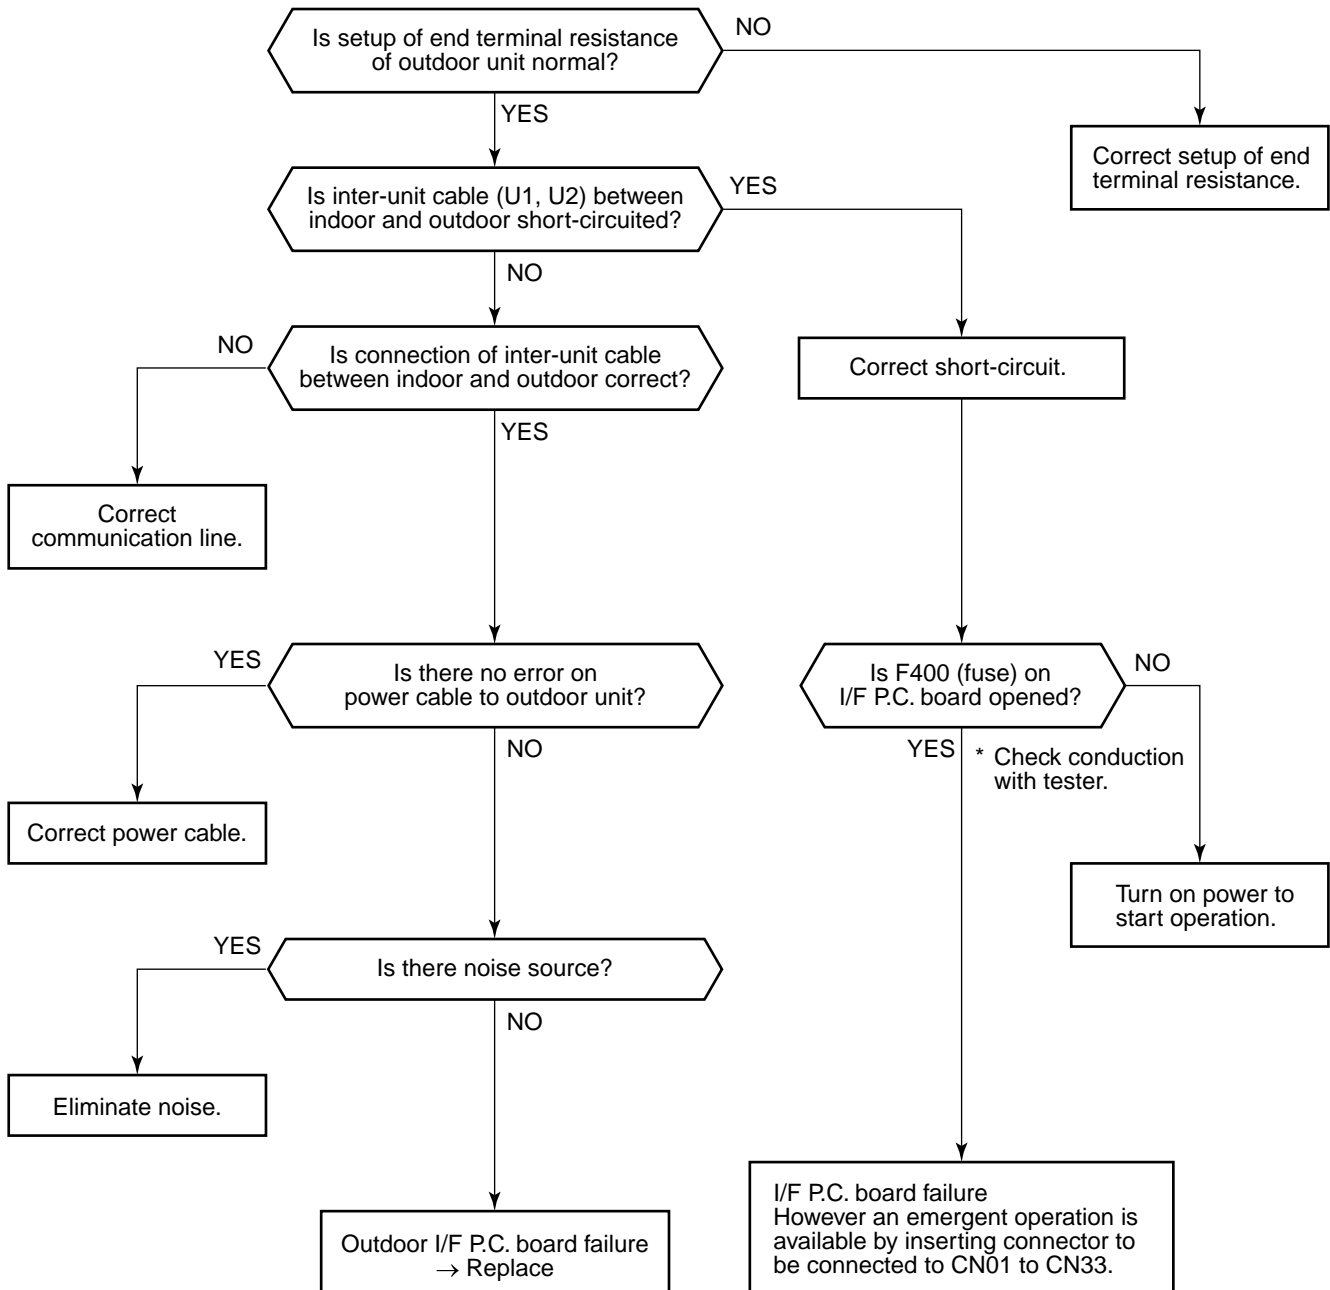 Is setup of end terminal resistance
of outdoor unit normal?
NO
YES
Correct setup of end
terminal resistance.
Is inter-unit cable (U1, U2) between
indoor and outdoor short-circuited?
YES
NO
NO
Is connection of inter-unit cable
between indoor and outdoor correct?
Correct short-circuit.
YES
Correct
communication line.
YES
Is there no error on
power cable to outdoor unit?
Is F400 (fuse) on
I/F P.C. board opened?
NO
NO
YES
* Check conduction
with tester.
Correct power cable.
Turn on power to
start operation.
YES
Is there noise source?
NO
Eliminate noise.
Outdoor I/F P.C. board failure
→ Replace
I/F P.C. board failure
However an emergent operation is
available by inserting connector to
be connected to CN01 to CN33.